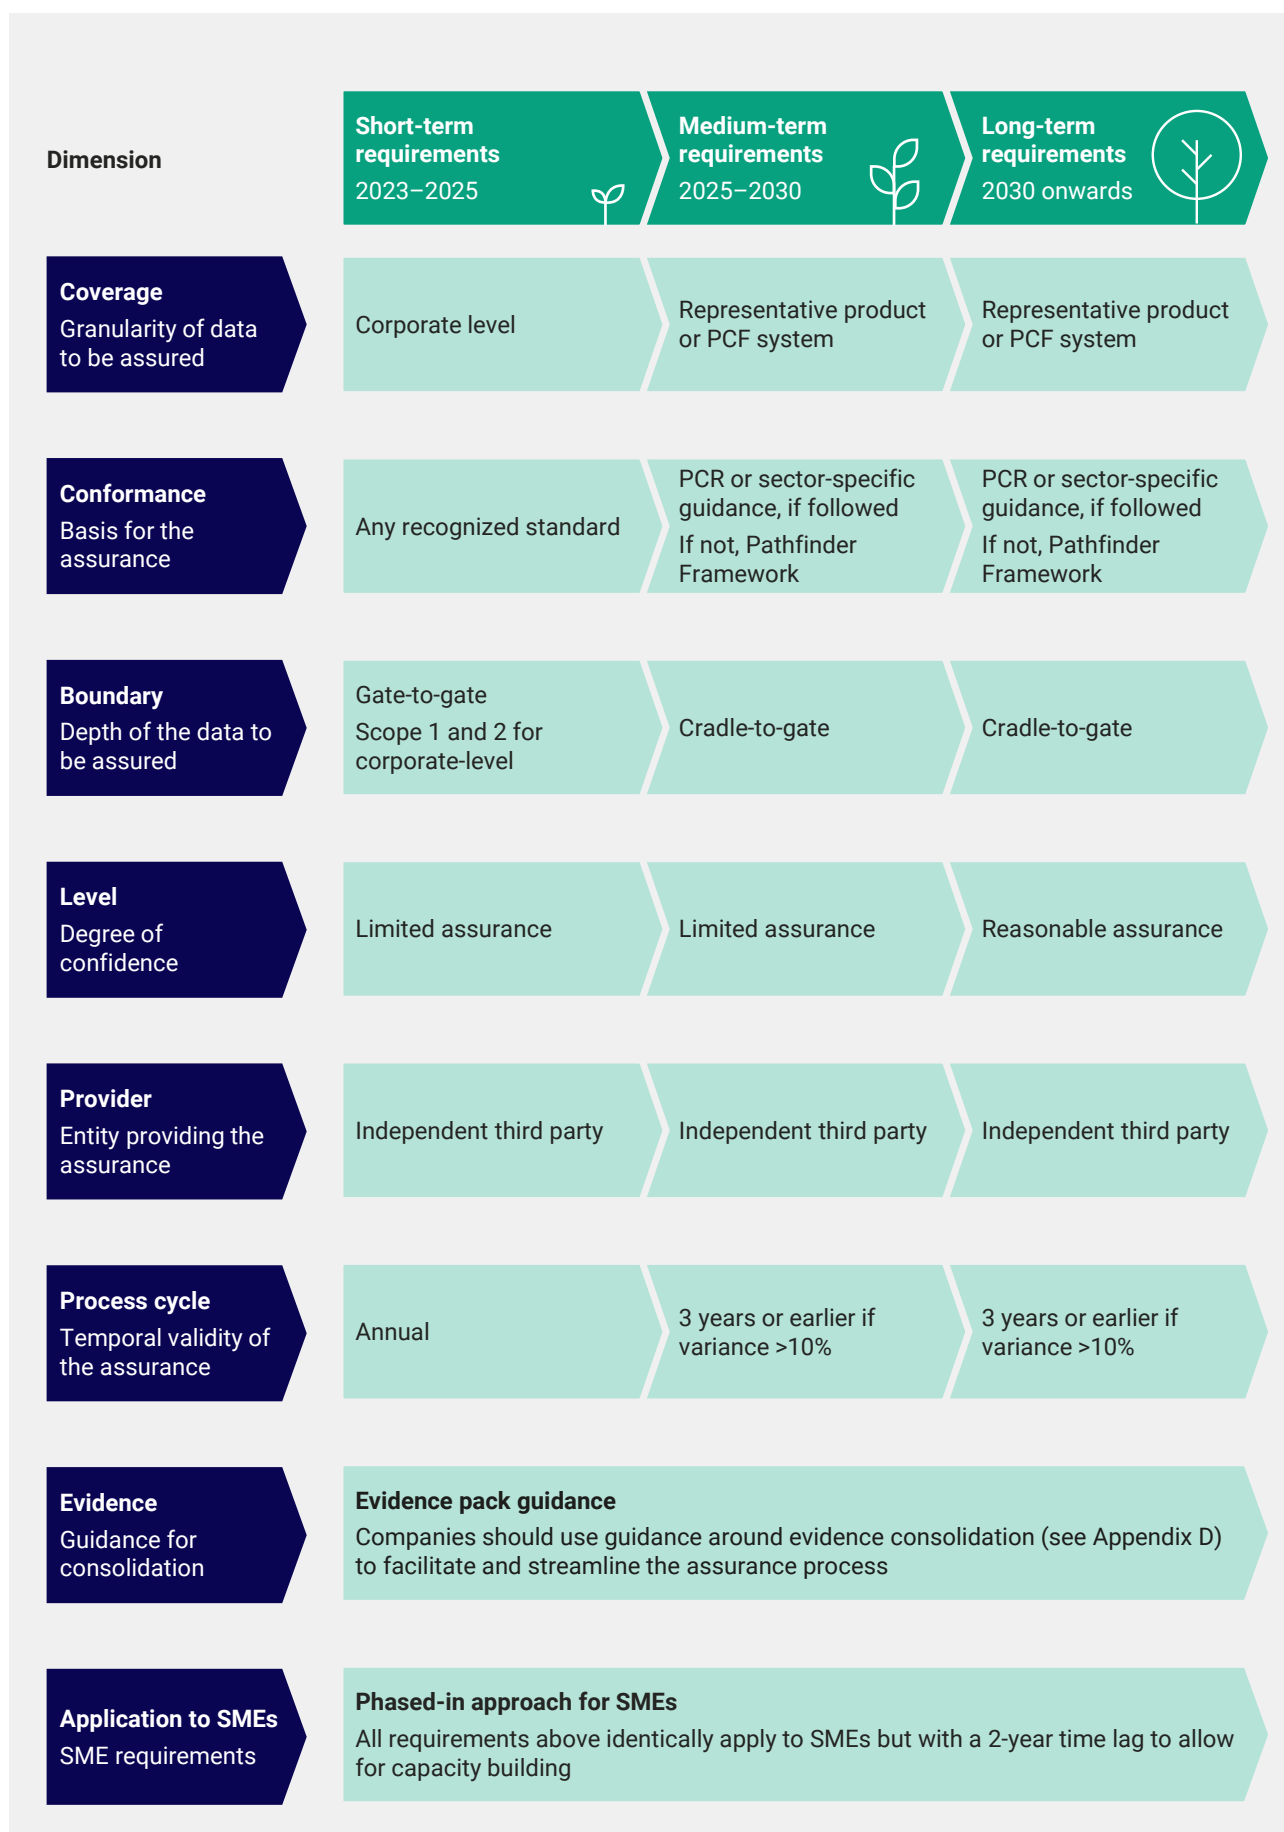 Dimension
Short-term
requirements
2023–2025
Medium-term
requirements
2025–2030
Long-term
requirements
2030 onwards
Coverage
Granularity of data
to be assured
Corporate level
Representative product
or PCF system
Representative product
or PCF system
Conformance
Basis for the
assurance
Any recognized standard
PCR or sector-specific
guidance, if followed
If not, Pathfinder
Framework
PCR or sector-specific
guidance, if followed
If not, Pathfinder
Framework
Boundary
Depth of the data to
be assured
Gate-to-gate
Scope 1 and 2 for
corporate-level
Cradle-to-gate
Cradle-to-gate
Level
Degree of
confidence
Limited assurance
Limited assurance
Reasonable assurance
Provider
Entity providing the
assurance
Independent third party
Independent third party
Independent third party
Process cycle
Temporal validity of
the assurance
Annual
3 years or earlier if
variance >10%
3 years or earlier if
variance >10%
Evidence
Guidance for
consolidation
Evidence pack guidance
Companies should use guidance around evidence consolidation (see Appendix D)
to facilitate and streamline the assurance process
Application to SMEs
SME requirements
Phased-in approach for SMEs
All requirements above identically apply to SMEs but with a 2-year time lag to allow
for capacity building